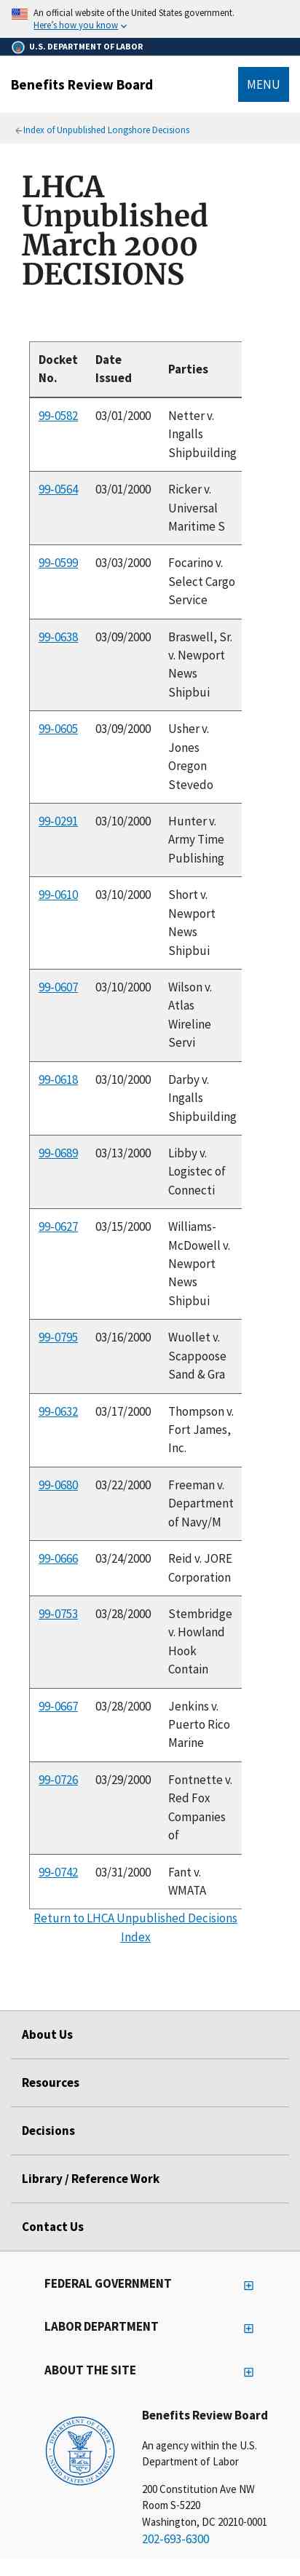 An official website of the United States government.
Here's how you know
U.S. DEPARTMENT OF LABOR
Benefits Review Board
MENU
Index of Unpublished Longshore Decisions
LHCA
Unpublished
March 2000
DECISIONS
Docket No. Date Issued Parties
99-0582 03/01/2000 Netter v. Ingalls Shipbuilding
99-0564 03/01/2000 Ricker v. Universal Maritime S
99-0599 03/03/2000 Focarino v. Select Cargo Service
99-0638 03/09/2000 Braswell, Sr. v. Newport News Shipbui
99-0605 03/09/2000 Usher v. Jones Oregon Stevedo
99-0291 03/10/2000 Hunter v. Army Time Publishing
99-0610 03/10/2000 Short v. Newport News Shipbui
99-0607 03/10/2000 Wilson v. Atlas Wireline Servi
99-0618 03/10/2000 Darby v. Ingalls Shipbuilding
99-0689 03/13/2000 Libby v. Logistec of Connecti
99-0627 03/15/2000 Williams-McDowell v. Newport News Shipbui
99-0795 03/16/2000 Wuollet v. Scappoose Sand & Gra
99-0632 03/17/2000 Thompson v. Fort James, Inc.
99-0680 03/22/2000 Freeman v. Department of Navy/M
99-0666 03/24/2000 Reid v. JORE Corporation
99-0753 03/28/2000 Stembridge v. Howland Hook Contain
99-0667 03/28/2000 Jenkins v. Puerto Rico Marine
99-0726 03/29/2000 Fontnette v. Red Fox Companies of
99-0742 03/31/2000 Fant v. WMATA
Return to LHCA Unpublished Decisions
Index
About Us
Resources
Decisions
Library / Reference Work
Contact Us
FEDERAL GOVERNMENT
LABOR DEPARTMENT
ABOUT THE SITE
DEPARTMENT OF LABOR
UNITED STATES OF AMERICA
Benefits Review Board
An agency within the U.S.
Department of Labor
200 Constitution Ave NW
Room S-5220
Washington, DC 20210-0001
202-693-6300